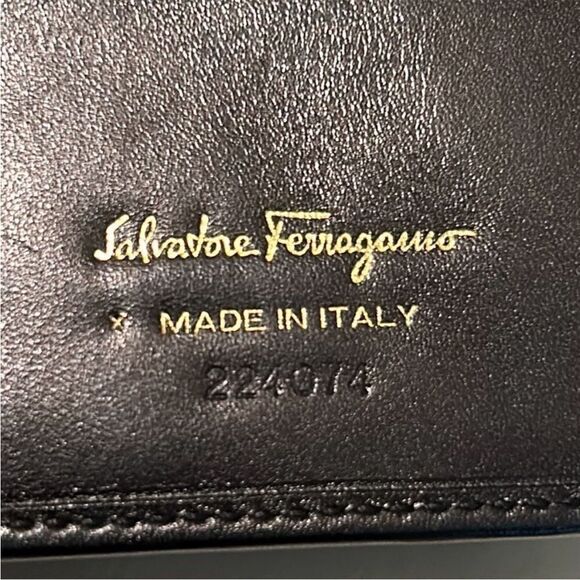 Salvatore Ferragamo
x MADE IN ITALY
224074